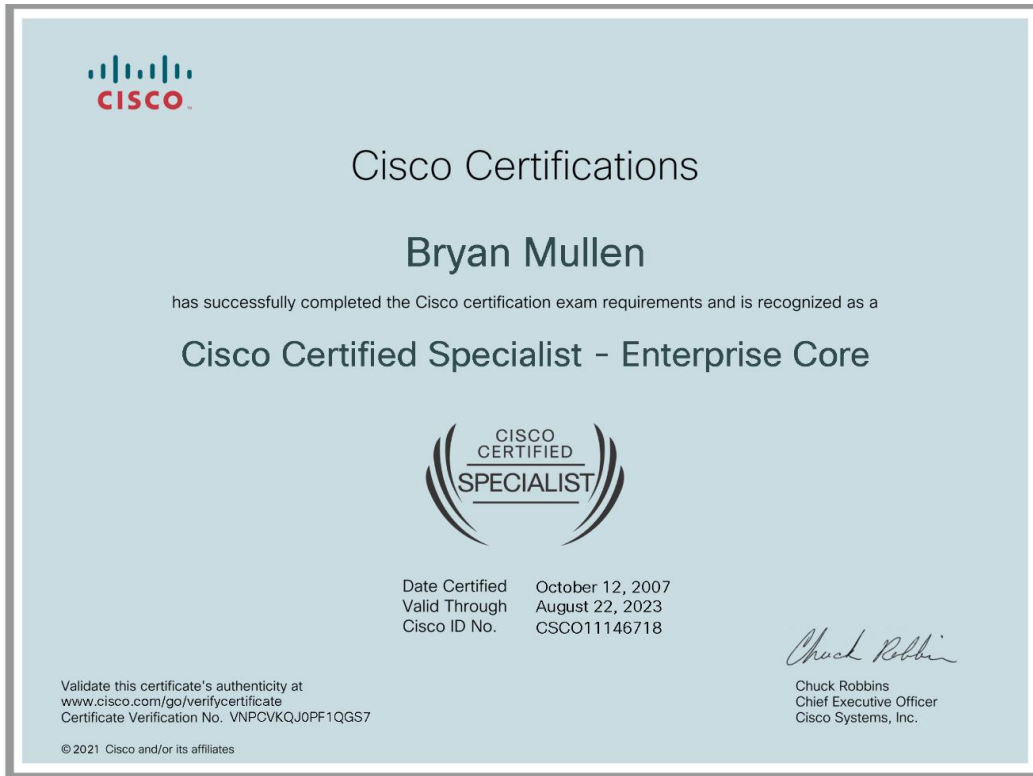 CISCO
Cisco Certifications
Bryan Mullen
has successfully completed the Cisco certification exam requirements and is recognized as a
Cisco Certified Specialist - Enterprise Core
CISCO
CERTIFIED
SPECIALIST
Date Certified October 12, 2007
Valid Through August 22, 2023
Cisco ID No. CSCO11146718
Chuck Robbin
Chuck Robbins
Chief Executive Officer
Cisco Systems, Inc.
Validate this certificate's authenticity at
www.cisco.com/go/verifycertificate
Certificate Verification No. VNPCVKQJ0PF1QGS7
© 2021 Cisco and/or its affiliates